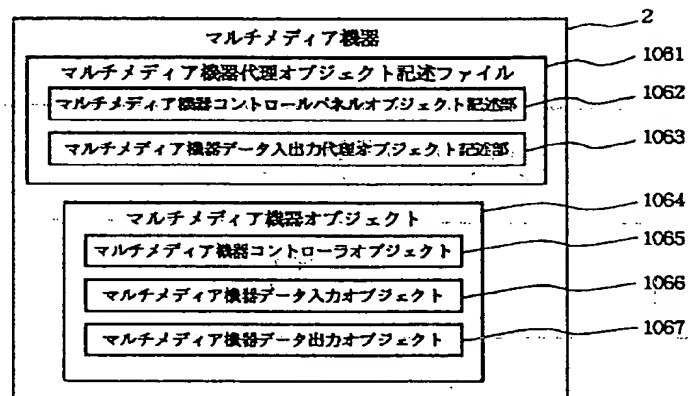 マルチメディア機器
2
マルチメディア機器代理オブジェクト記述ファイル
1061
マルチメディア機器コントロールパネルオブジェクト記述部
1062
マルチメディア機器データ入出力代理オブジェクト記述部
1063
マルチメディア機器オブジェクト
1064
マルチメディア機器コントローラオブジェクト
1065
マルチメディア機器データ入力オブジェクト
1066
マルチメディア機器データ出力オブジェクト
1067